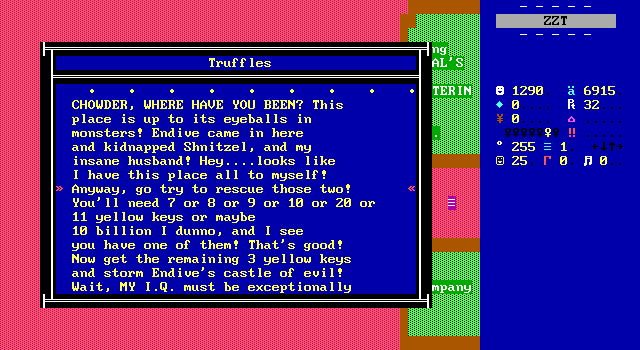 ZZT
ng
Truffles
AL'S
CHOWDER, WHERE HAVE YOU BEEN? This
place is up to its eyeballs in
monsters! Endive came in here
and kidnapped Shnitzel, and my
insane husband! Hey....looks like
I have this place all to myself!
Anyway, go try to rescue those two!
You'll need 7 or 8 or 9 or 10 or 20 or
11 yellow keys or maybe
10 billion I dunno, and I see
you have one of them! That's good!
Now get the remaining 3 yellow keys
and storm Endive's castle of evil!
Wait, MY I.Q. must be exceptionally
TERIN
mpany
1290 ä 6915
0 32
0
!!
255 1
25 0 0